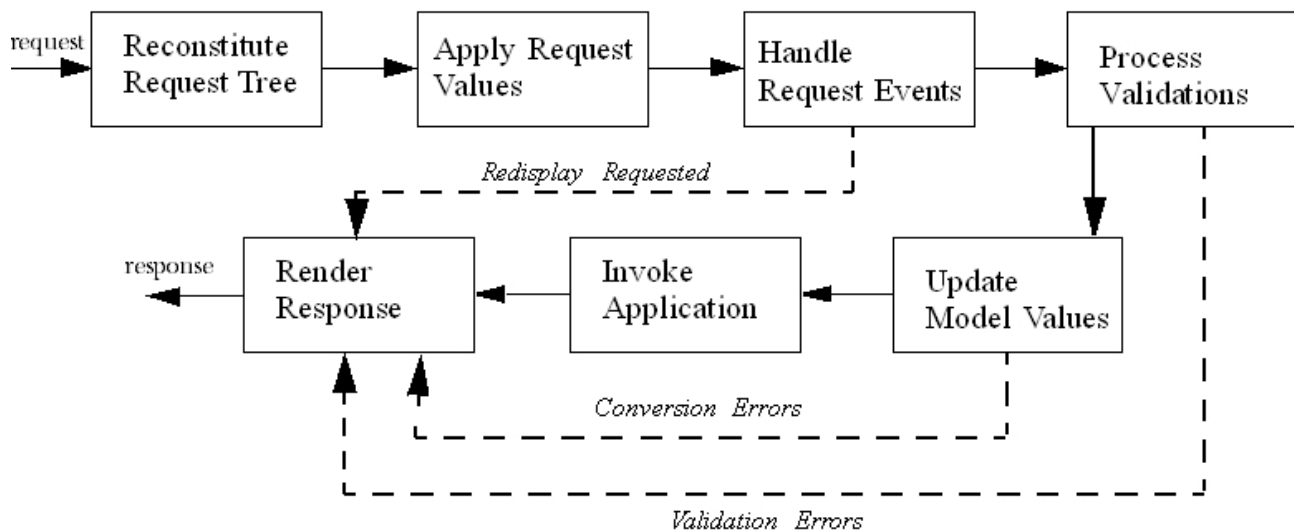 request
Reconstitute
Request Tree
Apply Request
Values
Handle
Request Events
Process
Validations
Redisplay Requested
response
Render
Response
Invoke
Application
Update
Model Values
Conversion Errors
Validation Errors